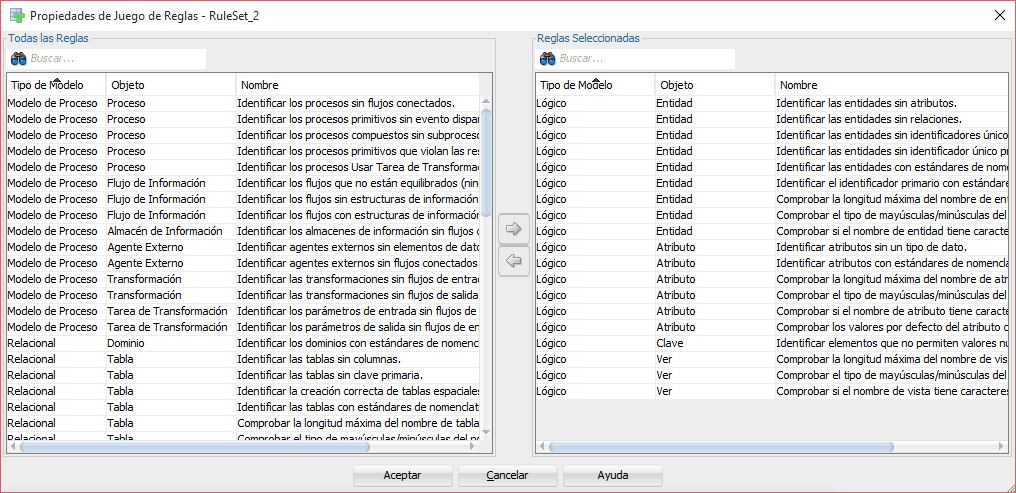 Propiedades de Juego de Reglas - RuleSet_2
Todas las Reglas
Buscar...
Tipo de Modelo Objeto Nombre
Modelo de Proceso Proceso Identificar los procesos sin flujos conectados.
Modelo de Proceso Proceso Identificar los procesos primitivos sin evento dispa
Modelo de Proceso Proceso Identificar los procesos compuestos sin subproceso
Modelo de Proceso Proceso Identificar los procesos primitivos que violan las res
Modelo de Proceso Proceso Identificar los procesos Usar Tarea de Transforma
Modelo de Proceso Flujo de Información Identificar los flujos que no están equilibrados (nin
Modelo de Proceso Flujo de Información Identificar los flujos sin estructuras de información
Modelo de Proceso Flujo de Información Identificar los flujos con estructuras de información
Modelo de Proceso Almacén de Información Identificar los almacenes de información sin flujos
Modelo de Proceso Agente Externo Identificar agentes externos sin elementos de dato
Modelo de Proceso Agente Externo Identificar agentes externos sin flujos conectados.
Modelo de Proceso Transformación Identificar las transformaciones sin flujos de entrad
Modelo de Proceso Transformación Identificar las transformaciones sin flujos de salida
Modelo de Proceso Tarea de Transformación Identificar los parámetros de entrada sin flujos de
Modelo de Proceso Tarea de Transformación Identificar los parámetros de salida sin flujos de en
Relacional Dominio Identificar los dominios con estándares de nomencl
Relacional Tabla Identificar las tablas sin columnas.
Relacional Tabla Identificar las tablas sin clave primaria.
Relacional Tabla Identificar la creación correcta de tablas espaciales
Relacional Tabla Identificar las tablas con estándares de nomenclat
Relacional Tabla Comprobar la longitud máxima del nombre de tabla
Relacional Tabla Comprobar el tipo de mayúsculas/minúsculas del no
Reglas Seleccionadas
Buscar...
Tipo de Modelo Objeto Nombre
Lógico Entidad Identificar las entidades sin atributos.
Lógico Entidad Identificar las entidades sin relaciones.
Lógico Entidad Identificar las entidades sin identificadores único
Lógico Entidad Identificar las entidades sin identificador único pr
Lógico Entidad Identificar las entidades con estándares de nome
Lógico Entidad Identificar el identificador primario con estándare
Lógico Entidad Comprobar la longitud máxima del nombre de ent
Lógico Entidad Comprobar el tipo de mayúsculas/minúsculas del
Lógico Entidad Comprobar si el nombre de entidad tiene caracte
Lógico Atributo Identificar atributos sin un tipo de dato.
Lógico Atributo Identificar atributos con estándares de nomencla
Lógico Atributo Comprobar la longitud máxima del nombre de atr
Lógico Atributo Comprobar el tipo de mayúsculas/minúsculas del
Lógico Atributo Comprobar si el nombre de atributo tiene caracte
Lógico Atributo Comprobar los valores por defecto del atributo c
Lógico Clave Identificar elementos que no permiten valores nu
Lógico Ver Comprobar la longitud máxima del nombre de vis
Lógico Ver Comprobar el tipo de mayúsculas/minúsculas del
Lógico Ver Comprobar si el nombre de vista tiene caracteres
Aceptar Cancelar Ayuda